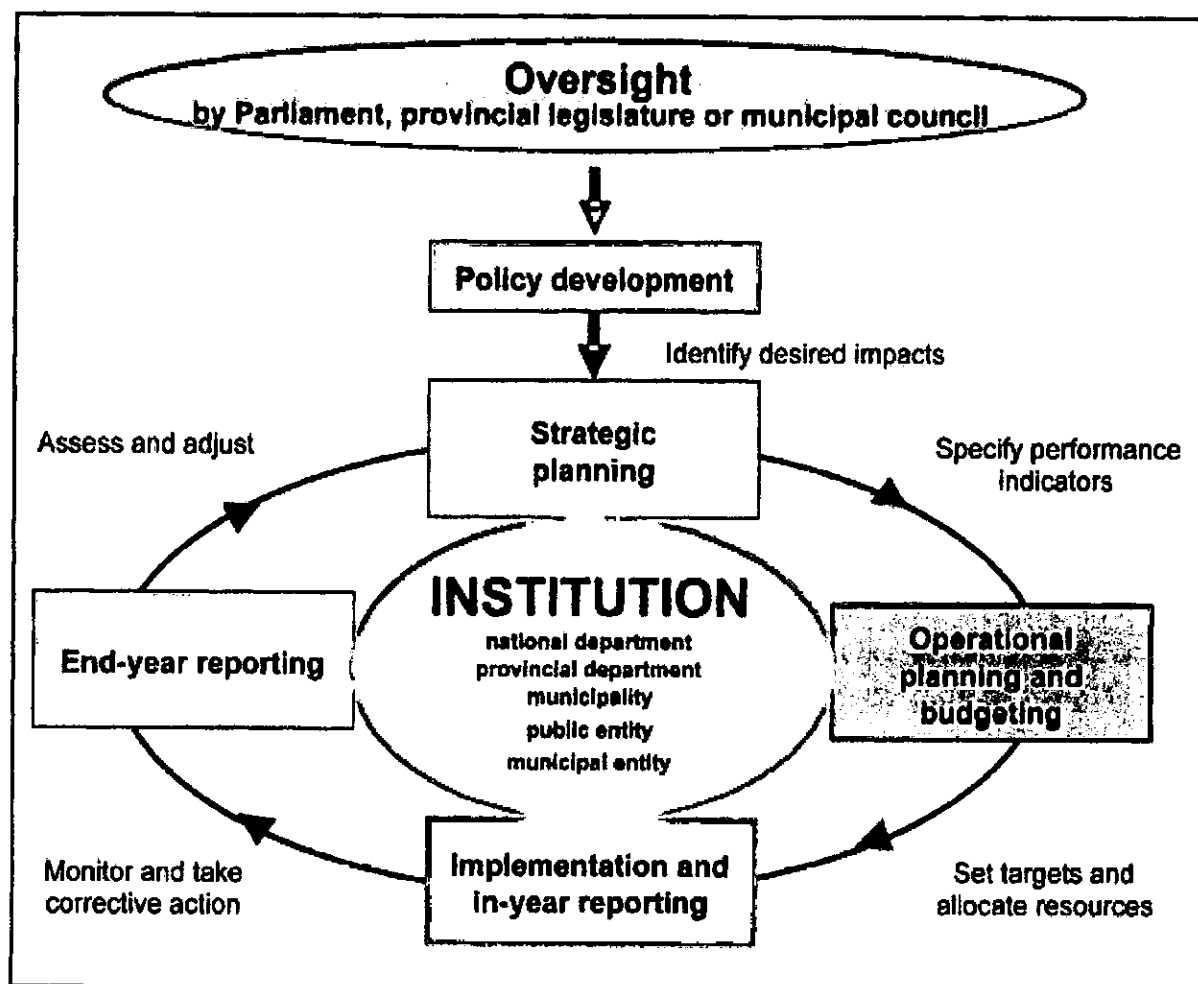 Oversight
by Parliament, provincial legislature or municipal council
Policy development
Identify desired impacts
Strategic
planning
Assess and adjust
Specify performance
indicators
INSTITUTION
national department
provincial department
municipality
public entity
municipal entity
End-year reporting
Operational
planning and
budgeting
Implementation and
in-year reporting
Monitor and take
corrective action
Set targets and
allocate resources